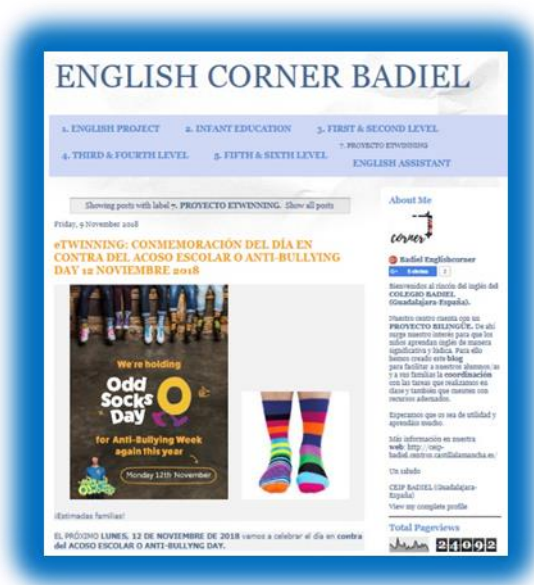 ENGLISH CORNER BADIEL
1. ENGLISH PROJECT
2. INFANT EDUCATION
3. FIRST & SECOND LEVEL
4. THIRD & FOURTH LEVEL
5. FIFTH & SIXTH LEVEL
7. PROYECTO ETWINNING
ENGLISH ASSISTANT
Showing posts with label 7. PROYECTO ETWINNING. Show all posts
Friday, 9 November 2018
eTWINNING: CONMEMORACIÓN DEL DÍA EN
CONTRA DEL ACOSO ESCOLAR O ANTI-BULLYING
DAY 12 NOVIEMBRE 2018
We're holding
Odd
Socks
Day
for Anti-Bullying Week
again this year
Monday 12th November
¡Estimadas familias!
EL PRÓXIMO LUNES, 12 DE NOVIEMBRE DE 2018 vamos a celebrar el día en contra
del ACOSO ESCOLAR O ANTI-BULLYNG DAY.
About Me
corner
Badiel Englishcorner
Bienvenidos al rincón del inglés del
COLEGIO BADIEL
(Guadalajara-España).
Nuestro centro cuenta con un
PROYECTO BILINGÜE. De ahí
surge nuestro interés para que los
niños aprendan inglés de manera
significativa y lúdica. Para ello
hemos creado este blog
para facilitar a nuestros alumnos/as
y a sus familias la coordinación
con las tareas que realizamos en
clase y también que cuenten con
recursos adecuados.
Esperamos que os sea de utilidad y
aprendáis mucho.
Más información en nuestra
web: http://ceip-
badiel.centros.castillalamancha.es/
Un saludo
CEIP BADIEL (Guadalajara-
España)
View my complete profile
Total Pageviews
24092